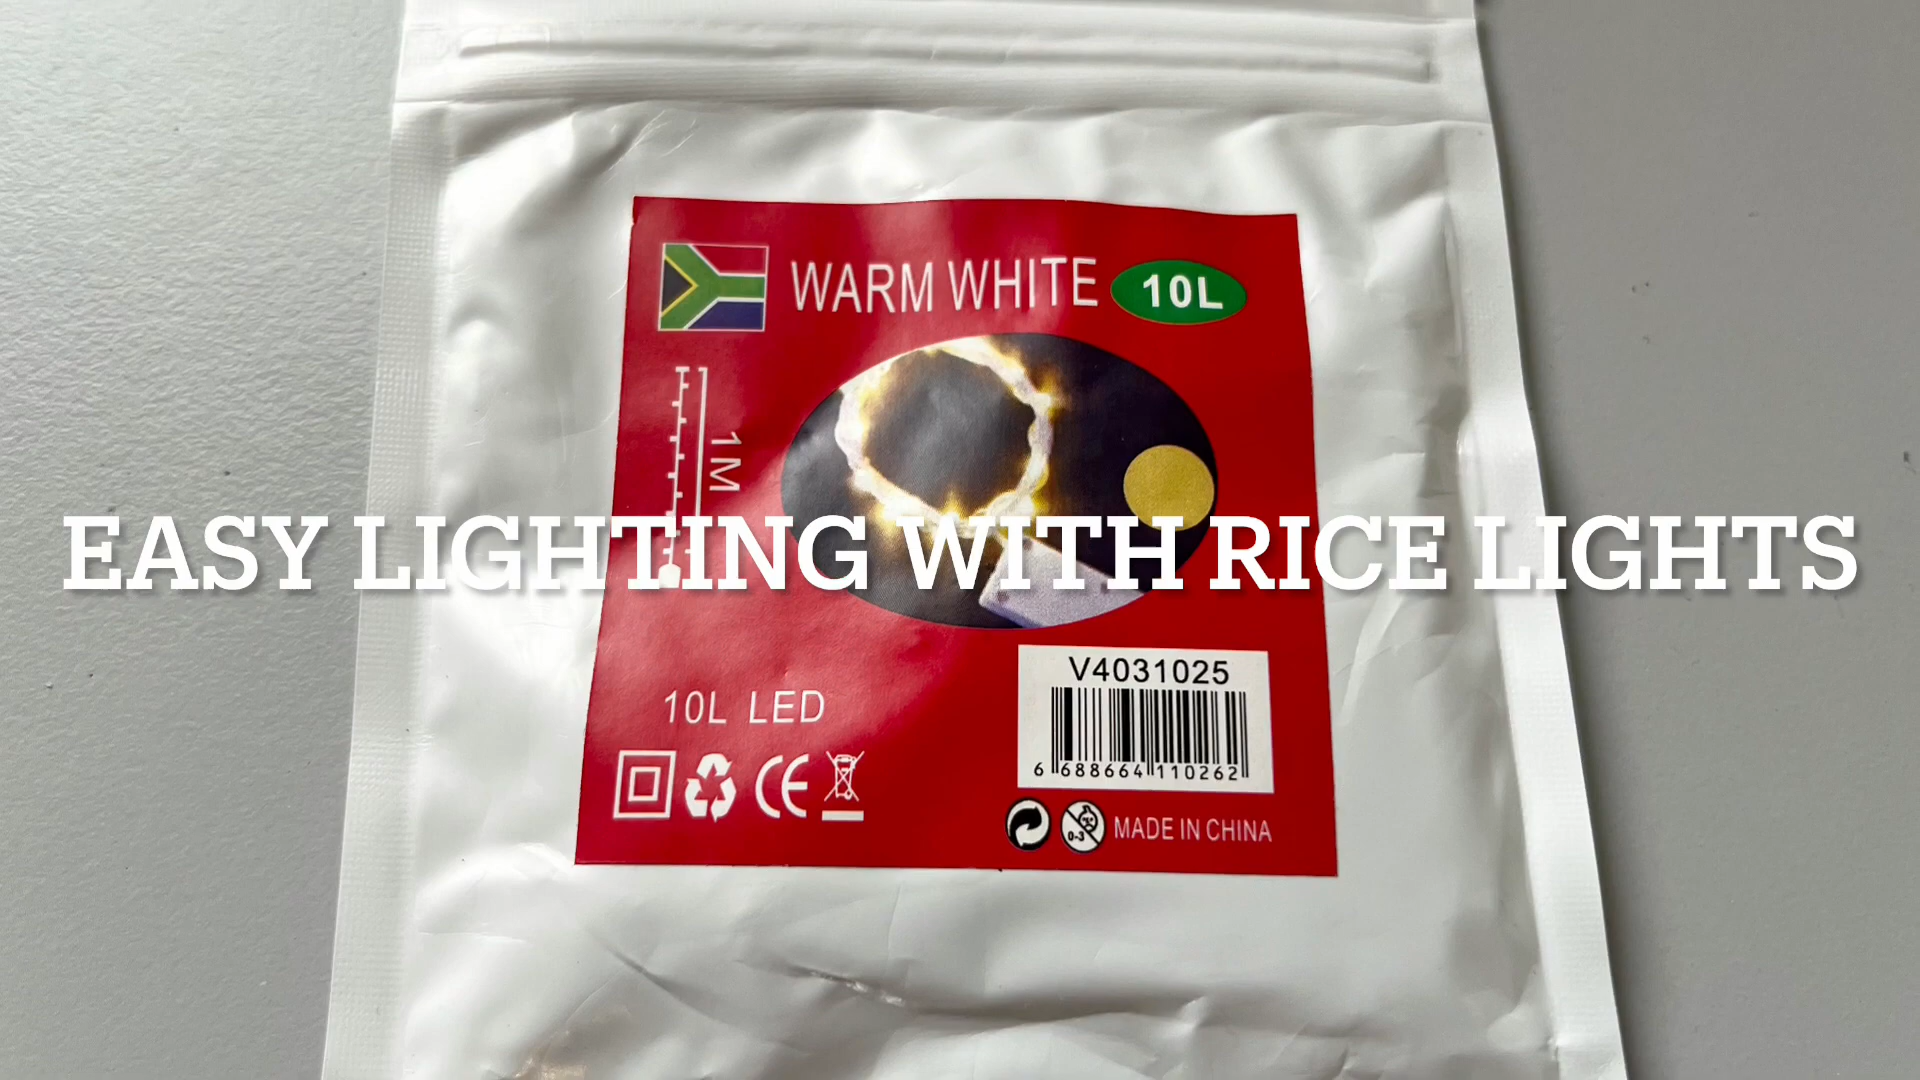 WARM WHITE 10L
1M
EASY LIGHTING WITH RICE LIGHTS
V4031025
10L LED
6 688664 110262
CE
0-3
MADE IN CHINA